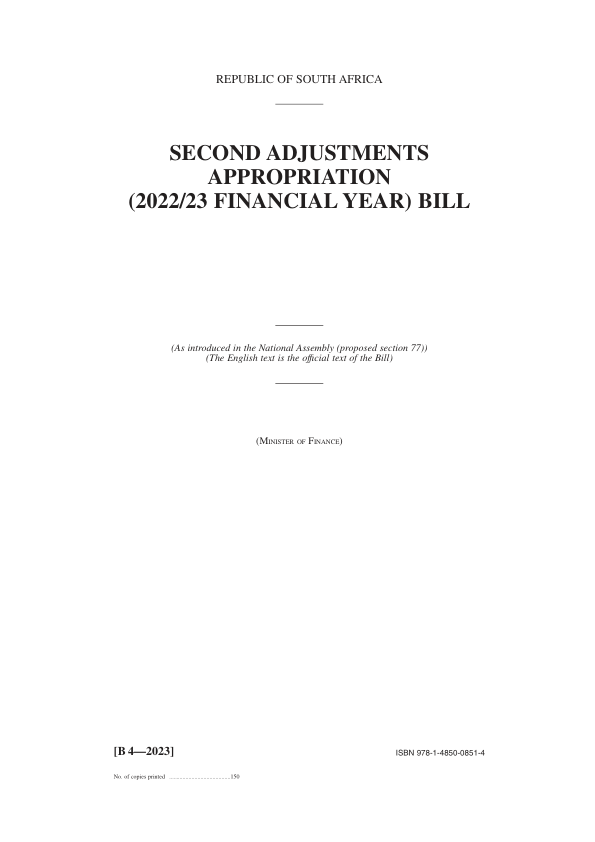 REPUBLIC OF SOUTH AFRICA
SECOND ADJUSTMENTS
APPROPRIATION
(2022/23 FINANCIAL YEAR) BILL
(As introduced in the National Assembly (proposed section 77))
(The English text is the official text of the Bill)
(Minister of Finance)
[B 4—2023]
ISBN 978-1-4850-0851-4
No. of copies printed .........................................150